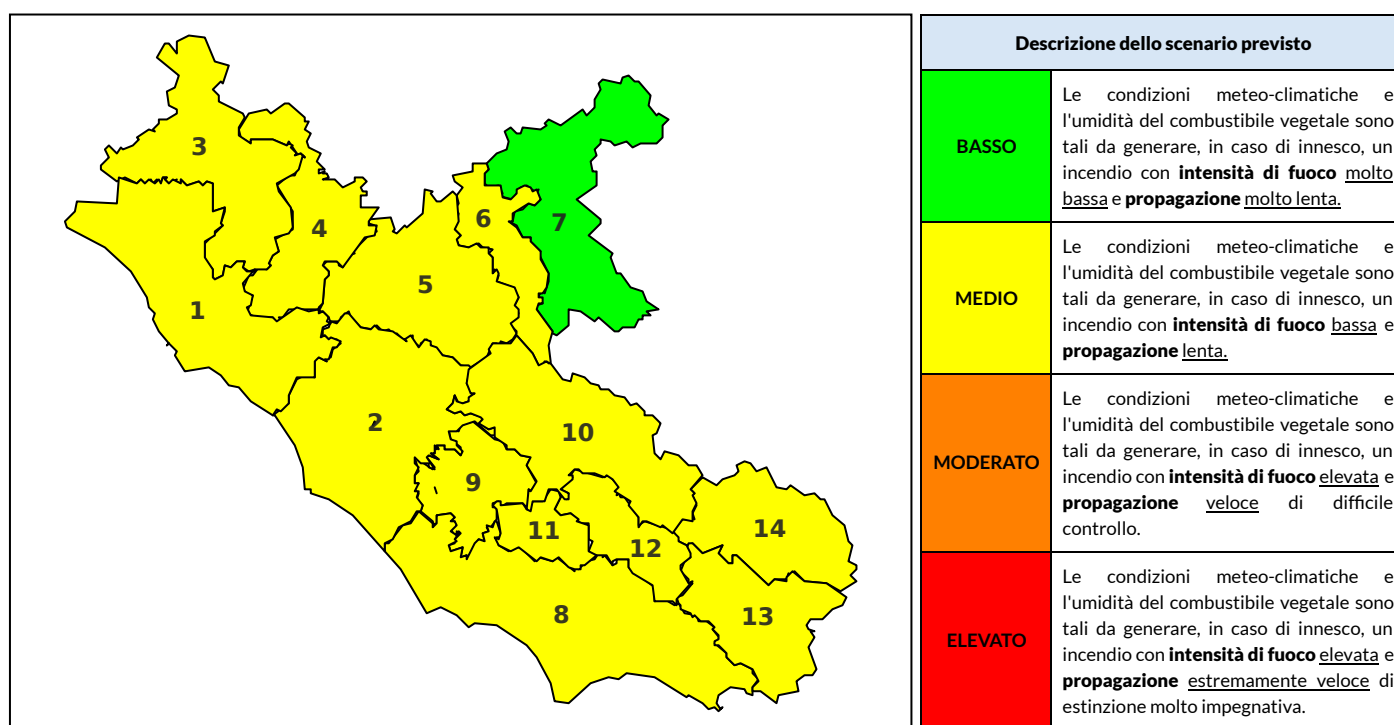 3
4
6
7
5
1
2
10
9
11
14
12
8
13
Descrizione dello scenario previsto
BASSO
Le condizioni meteo-climatiche e
l'umidità del combustibile vegetale sono
tali da generare, in caso di innesco, un
incendio con intensità di fuoco molto
bassa e propagazione molto lenta.
MEDIO
Le condizioni meteo-climatiche e
l'umidità del combustibile vegetale sono
tali da generare, in caso di innesco, un
incendio con intensità di fuoco bassa e
propagazione lenta.
MODERATO
Le condizioni meteo-climatiche e
l'umidità del combustibile vegetale sono
tali da generare, in caso di innesco, un
incendio con intensità di fuoco elevata e
propagazione veloce di difficile
controllo.
ELEVATO
Le condizioni meteo-climatiche e
l'umidità del combustibile vegetale sono
tali da generare, in caso di innesco, un
incendio con intensità di fuoco elevata e
propagazione estremamente veloce di
estinzione molto impegnativa.